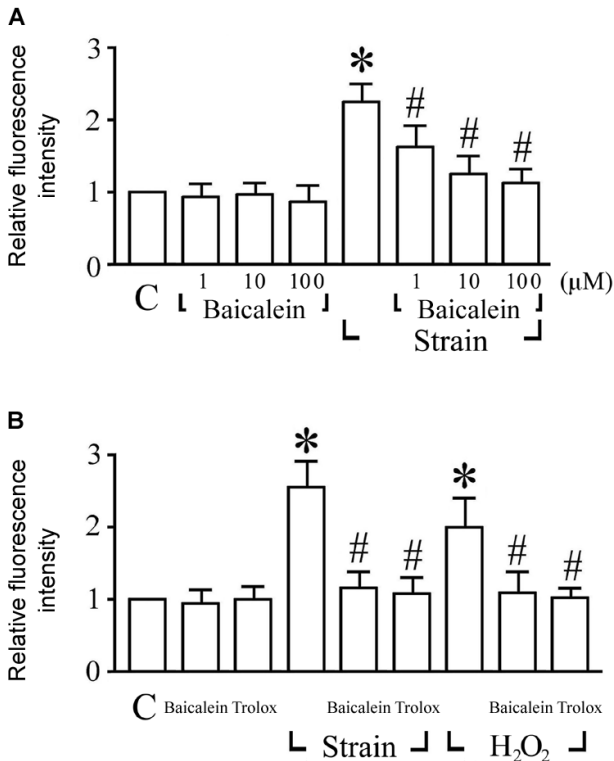 A
Relative fluorescence
intensity
3
2
1
0
*
#
#
#
1 10 100 1 10 100 (μM)
C Baicalein Baicalein
Strain
B
Relative fluorescence
intensity
3
2
1
0
*
#
#
*
#
#
C Baicalein Trolox Baicalein Trolox Baicalein Trolox
Strain H₂O₂